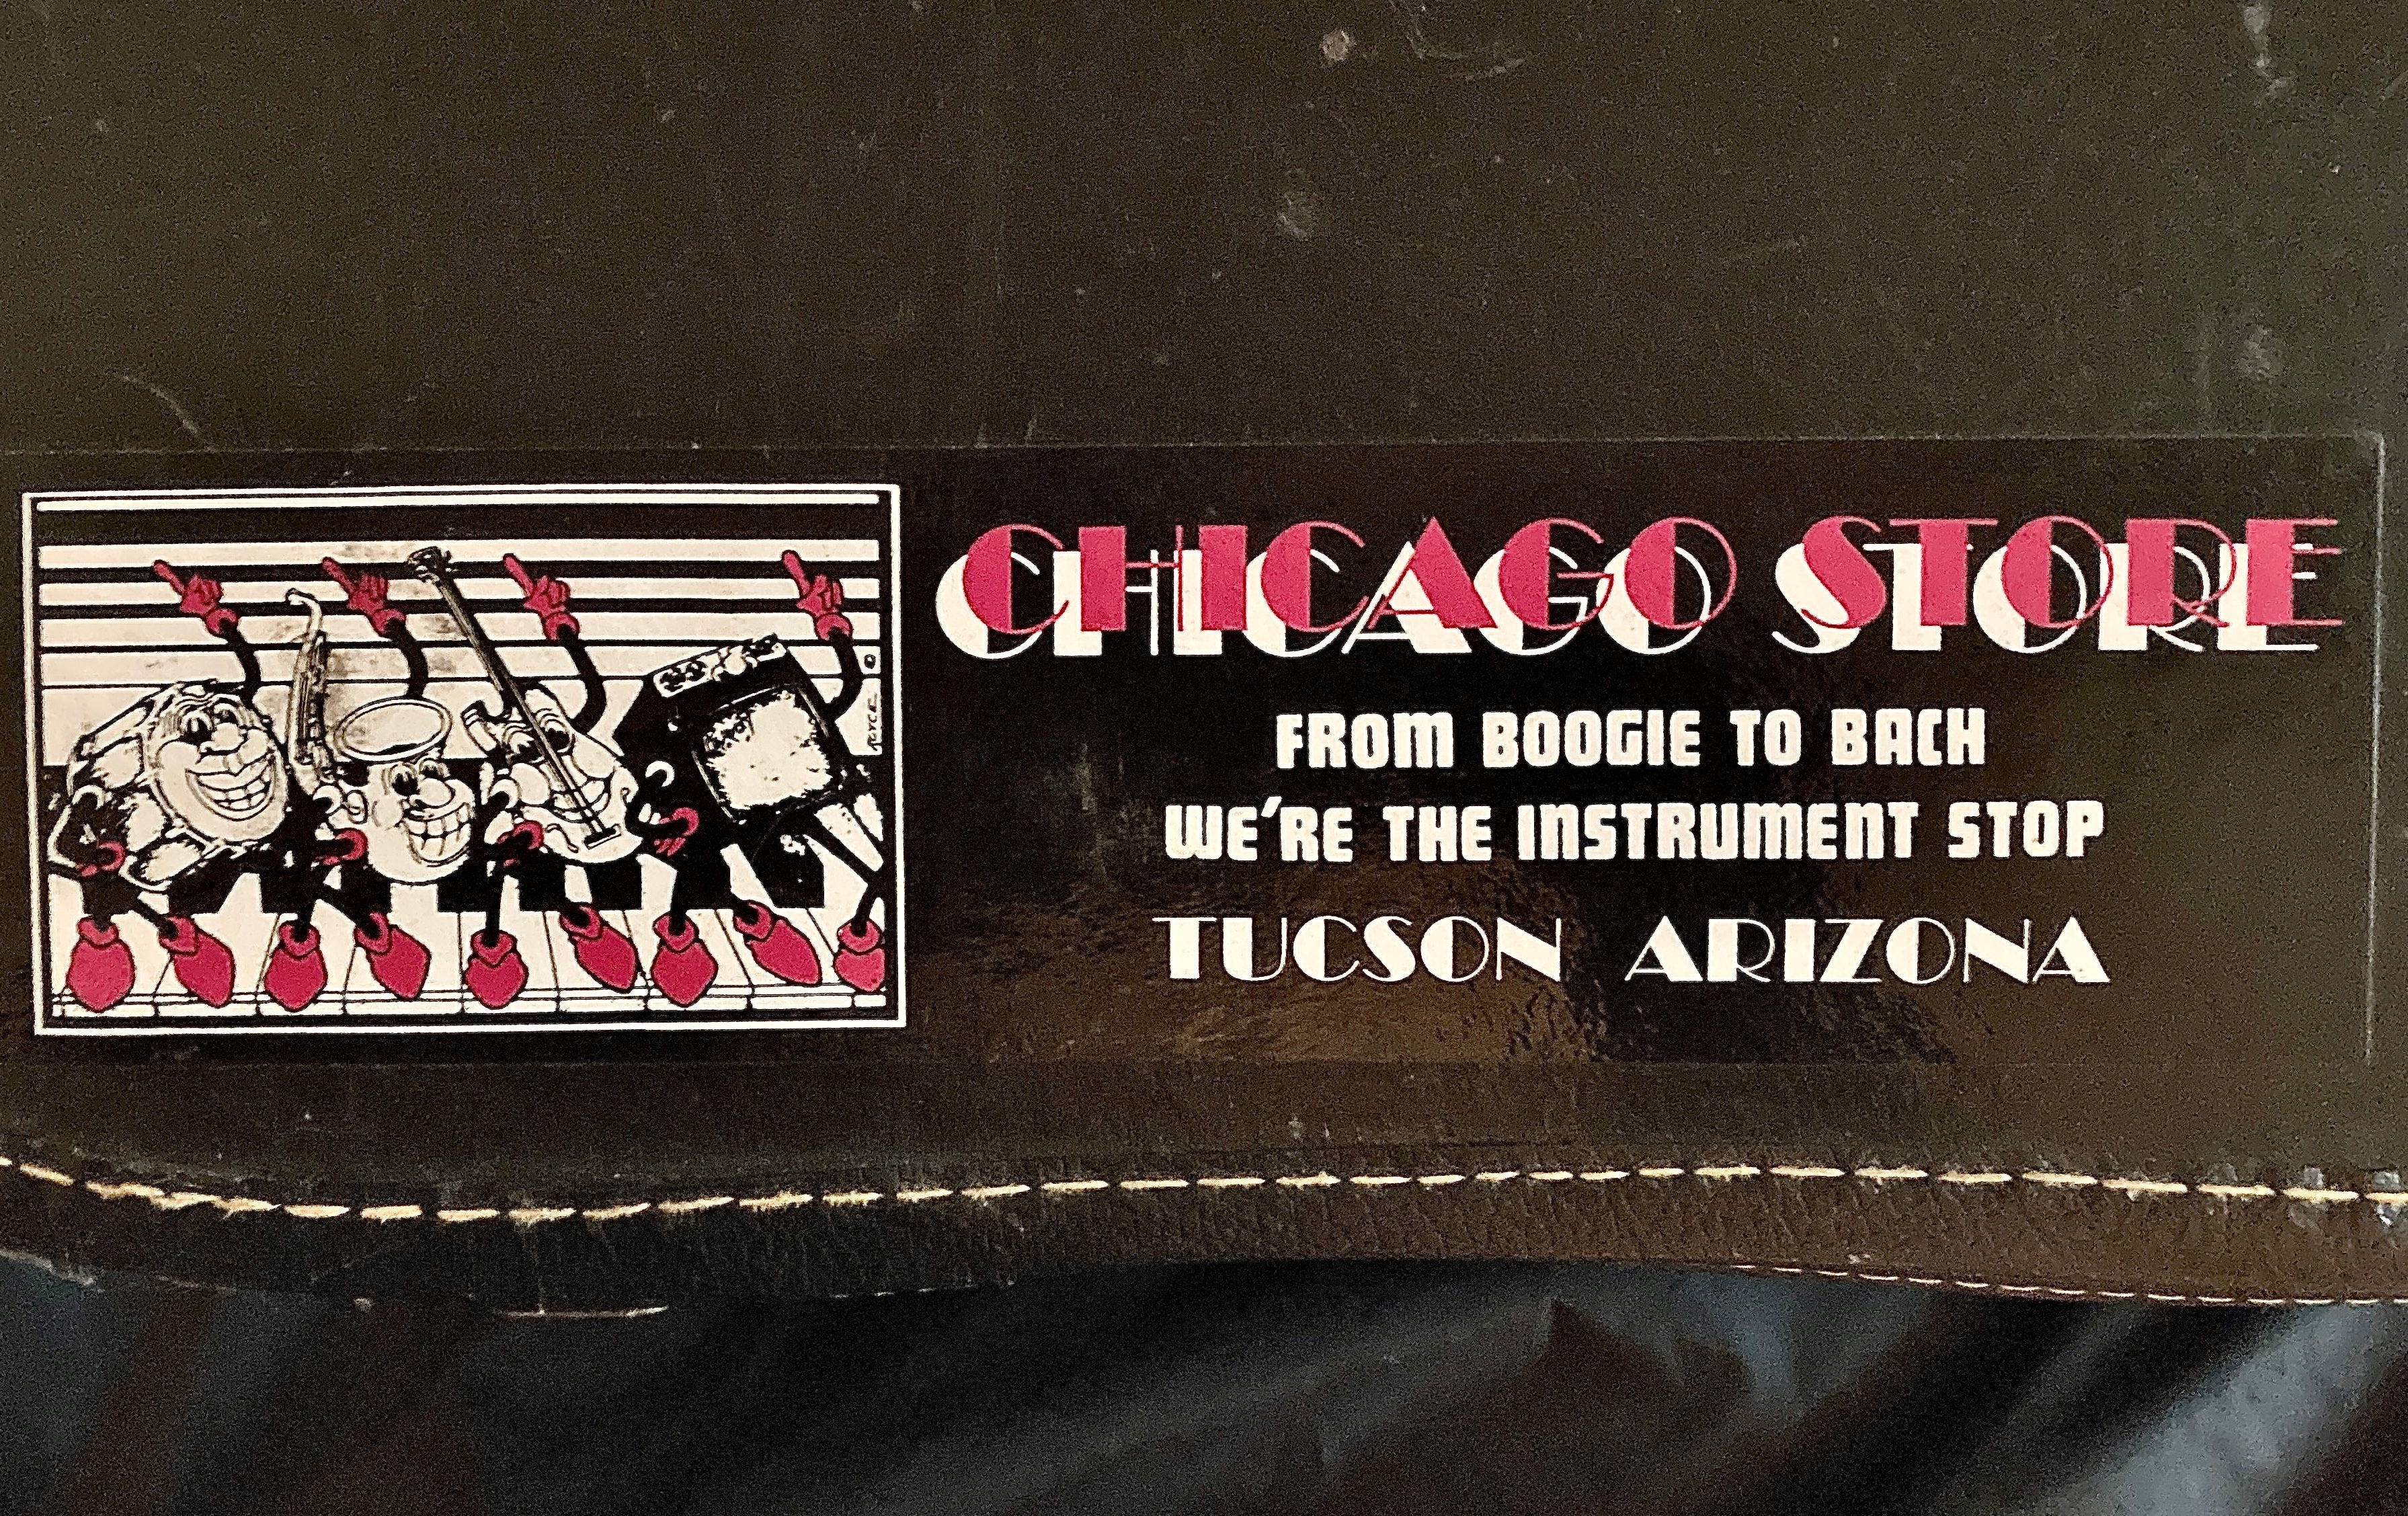 CHICAGO STORE
FROM BOOGIE TO BACH
WE'RE THE INSTRUMENT STOP
TUCSON ARIZONA